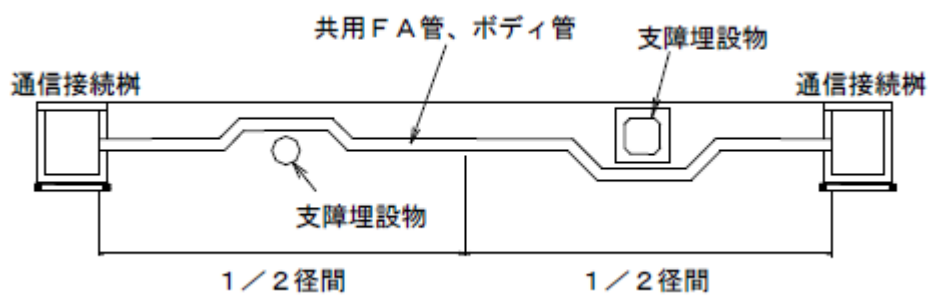 共用ＦＡ管、ボディ管
支障埋設物
通信接続桝
通信接続桝
支障埋設物
１／２径間
１／２径間